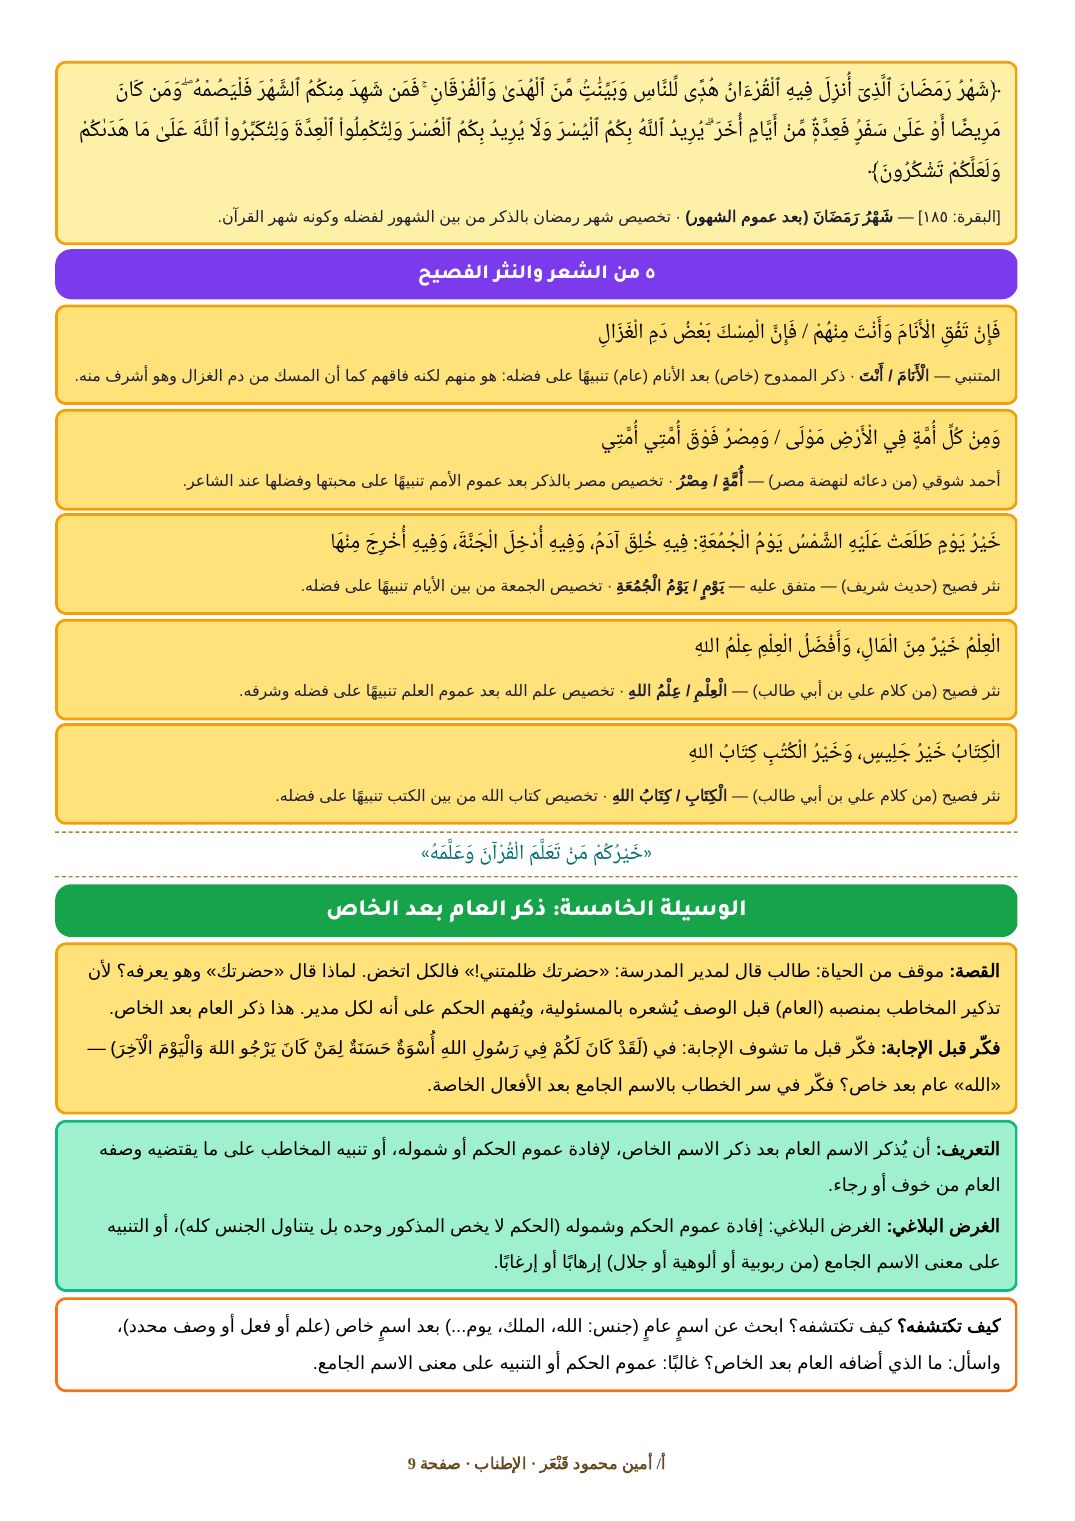 ﴿شَهْرُ رَمَضَانَ ٱلَّذِىٓ أُنزِلَ فِيهِ ٱلْقُرْءَانُ هُدًى لِّلنَّاسِ وَبَيِّنَٰتٍ مِّنَ ٱلْهُدَىٰ وَٱلْفُرْقَانِ ۚ فَمَن شَهِدَ مِنكُمُ ٱلشَّهْرَ فَلْيَصُمْهُ ۖ وَمَن كَانَ
مَرِيضًا أَوْ عَلَىٰ سَفَرٍ فَعِدَّةٌ مِّنْ أَيَّامٍ أُخَرَ ۗ يُرِيدُ ٱللَّهُ بِكُمُ ٱلْيُسْرَ وَلَا يُرِيدُ بِكُمُ ٱلْعُسْرَ وَلِتُكْمِلُوا۟ ٱلْعِدَّةَ وَلِتُكَبِّرُوا۟ ٱللَّهَ عَلَىٰ مَا هَدَىٰكُمْ
وَلَعَلَّكُمْ تَشْكُرُونَ﴾
[البقرة: ١٨٥] — شَهْرُ رَمَضَانَ (بعد عموم الشهور) · تخصيص شهر رمضان بالذكر من بين الشهور لفضله وكونه شهر القرآن.
٥ من الشعر والنثر الفصيح
فَإِنْ تَفُقِ الْأَنَامَ وَأَنْتَ مِنْهُمْ / فَإِنَّ الْمِسْكَ بَعْضُ دَمِ الْغَزَالِ
المتنبي — الْأَنَامَ / أَنْتَ · ذكر الممدوح (خاص) بعد الأنام (عام) تنبيهًا على فضله: هو منهم لكنه فاقهم كما أن المسك من دم الغزال وهو أشرف منه.
وَمِنْ كُلِّ أُمَّةٍ فِي الْأَرْضِ مَوْلَى / وَمِصْرُ فَوْقَ أُمَّتِي أُمَّتِي
أحمد شوقي (من دعائه لنهضة مصر) — أُمَّةٍ / مِصْرُ · تخصيص مصر بالذكر بعد عموم الأمم تنبيهًا على محبتها وفضلها عند الشاعر.
خَيْرُ يَوْمٍ طَلَعَتْ عَلَيْهِ الشَّمْسُ يَوْمُ الْجُمُعَةِ: فِيهِ خُلِقَ آدَمُ، وَفِيهِ أُدْخِلَ الْجَنَّةَ، وَفِيهِ أُخْرِجَ مِنْهَا
نثر فصيح (حديث شريف) — متفق عليه — يَوْمٍ / يَوْمُ الْجُمُعَةِ · تخصيص الجمعة من بين الأيام تنبيهًا على فضله.
الْعِلْمُ خَيْرٌ مِنَ الْمَالِ، وَأَفْضَلُ الْعِلْمِ عِلْمُ اللهِ
نثر فصيح (من كلام علي بن أبي طالب) — الْعِلْمِ / عِلْمُ اللهِ · تخصيص علم الله بعد عموم العلم تنبيهًا على فضله وشرفه.
الْكِتَابُ خَيْرُ جَلِيسٍ، وَخَيْرُ الْكُتُبِ كِتَابُ اللهِ
نثر فصيح (من كلام علي بن أبي طالب) — الْكِتَابِ / كِتَابُ اللهِ · تخصيص كتاب الله من بين الكتب تنبيهًا على فضله.
«خَيْرُكُمْ مَنْ تَعَلَّمَ الْقُرْآنَ وَعَلَّمَهُ»
الوسيلة الخامسة: ذكر العام بعد الخاص
القصة: موقف من الحياة: طالب قال لمدير المدرسة: «حضرتك ظلمتني!» فالكل اتخض. لماذا قال «حضرتك» وهو يعرفه؟ لأن
تذكير المخاطب بمنصبه (العام) قبل الوصف يُشعره بالمسئولية، ويُفهم الحكم على أنه لكل مدير. هذا ذكر العام بعد الخاص.
فكّر قبل الإجابة: فكّر قبل ما تشوف الإجابة: في (لَقَدْ كَانَ لَكُمْ فِي رَسُولِ اللهِ أُسْوَةٌ حَسَنَةٌ لِمَنْ كَانَ يَرْجُو اللهَ وَالْيَوْمَ الْآخِرَ) —
«الله» عام بعد خاص؟ فكّر في سر الخطاب بالاسم الجامع بعد الأفعال الخاصة.
التعريف: أن يُذكر الاسم العام بعد ذكر الاسم الخاص، لإفادة عموم الحكم أو شموله، أو تنبيه المخاطب على ما يقتضيه وصفه
العام من خوف أو رجاء.
الغرض البلاغي: الغرض البلاغي: إفادة عموم الحكم وشموله (الحكم لا يخص المذكور وحده بل يتناول الجنس كله)، أو التنبيه
على معنى الاسم الجامع (من ربوبية أو ألوهية أو جلال) إرهابًا أو إرغابًا.
كيف تكتشفه؟ كيف تكتشفه؟ ابحث عن اسمٍ عامٍ (جنس: الله، الملك، يوم...) بعد اسمٍ خاص (علم أو فعل أو وصف محدد)،
واسأل: ما الذي أضافه العام بعد الخاص؟ غالبًا: عموم الحكم أو التنبيه على معنى الاسم الجامع.
أ/ أمين محمود قَنْعَر · الإطناب · صفحة 9